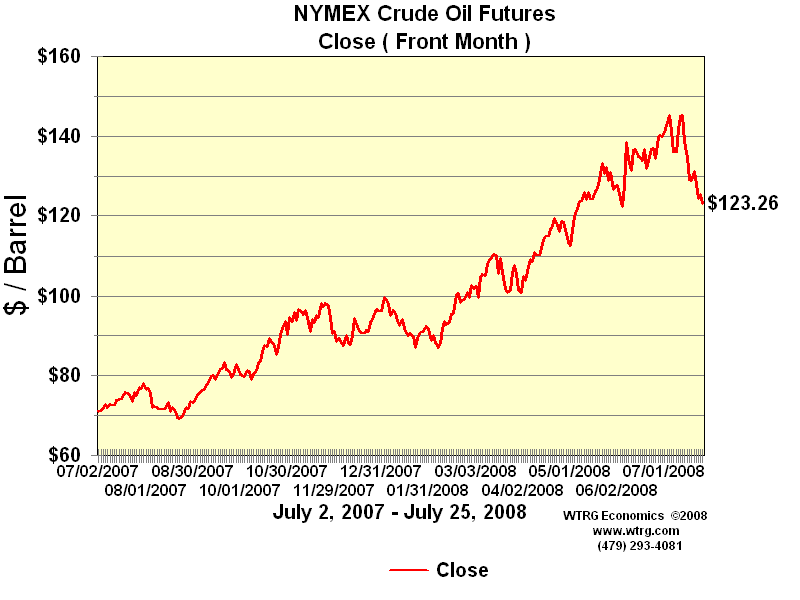 NYMEX Crude Oil Futures
Close ( Front Month )
$160
$140
$120
$100
$80
$60
$ / Barrel
$123.26
07/02/2007 08/30/2007 10/30/2007 12/31/2007 03/03/2008 05/01/2008 07/01/2008
08/01/2007 10/01/2007 11/29/2007 01/31/2008 04/02/2008 06/02/2008
July 2, 2007 - July 25, 2008
WTRG Economics ©2008
www.wtrg.com
(479) 293-4081
Close